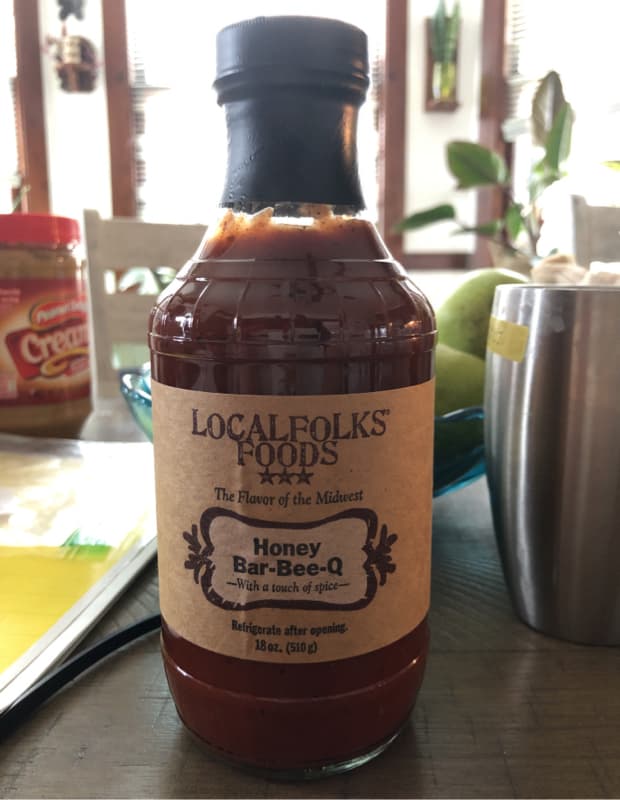 LOCALFOLKS®
FOODS
The Flavor of the Midwest
Honey
Bar-Bee-Q
—With a touch of spice—
Refrigerate after opening.
18 oz. (510 g)
Peanut